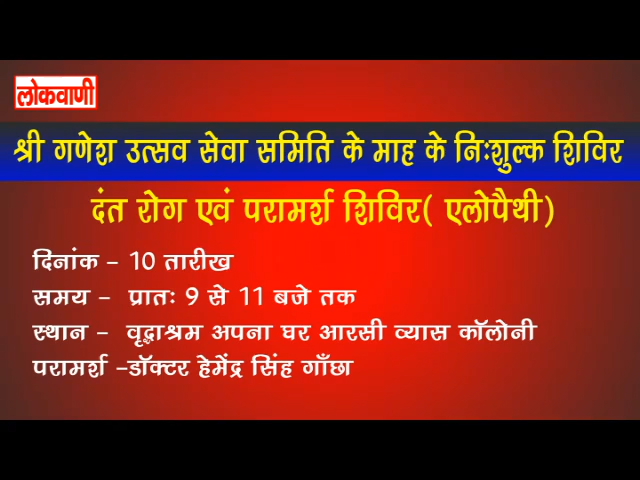 लोकवाणी
श्री गणेश उत्सव सेवा समिति के माह के निःशुल्क शिविर
दंत रोग एवं परामर्श शिविर( एलोपैथी)
दिनांक – 10 तारीख
समय – प्रातः 9 से 11 बजे तक
स्थान – वृद्धाश्रम अपना घर आरसी व्यास कॉलोनी
परामर्श –डॉक्टर हेमेंद्र सिंह गाँछा